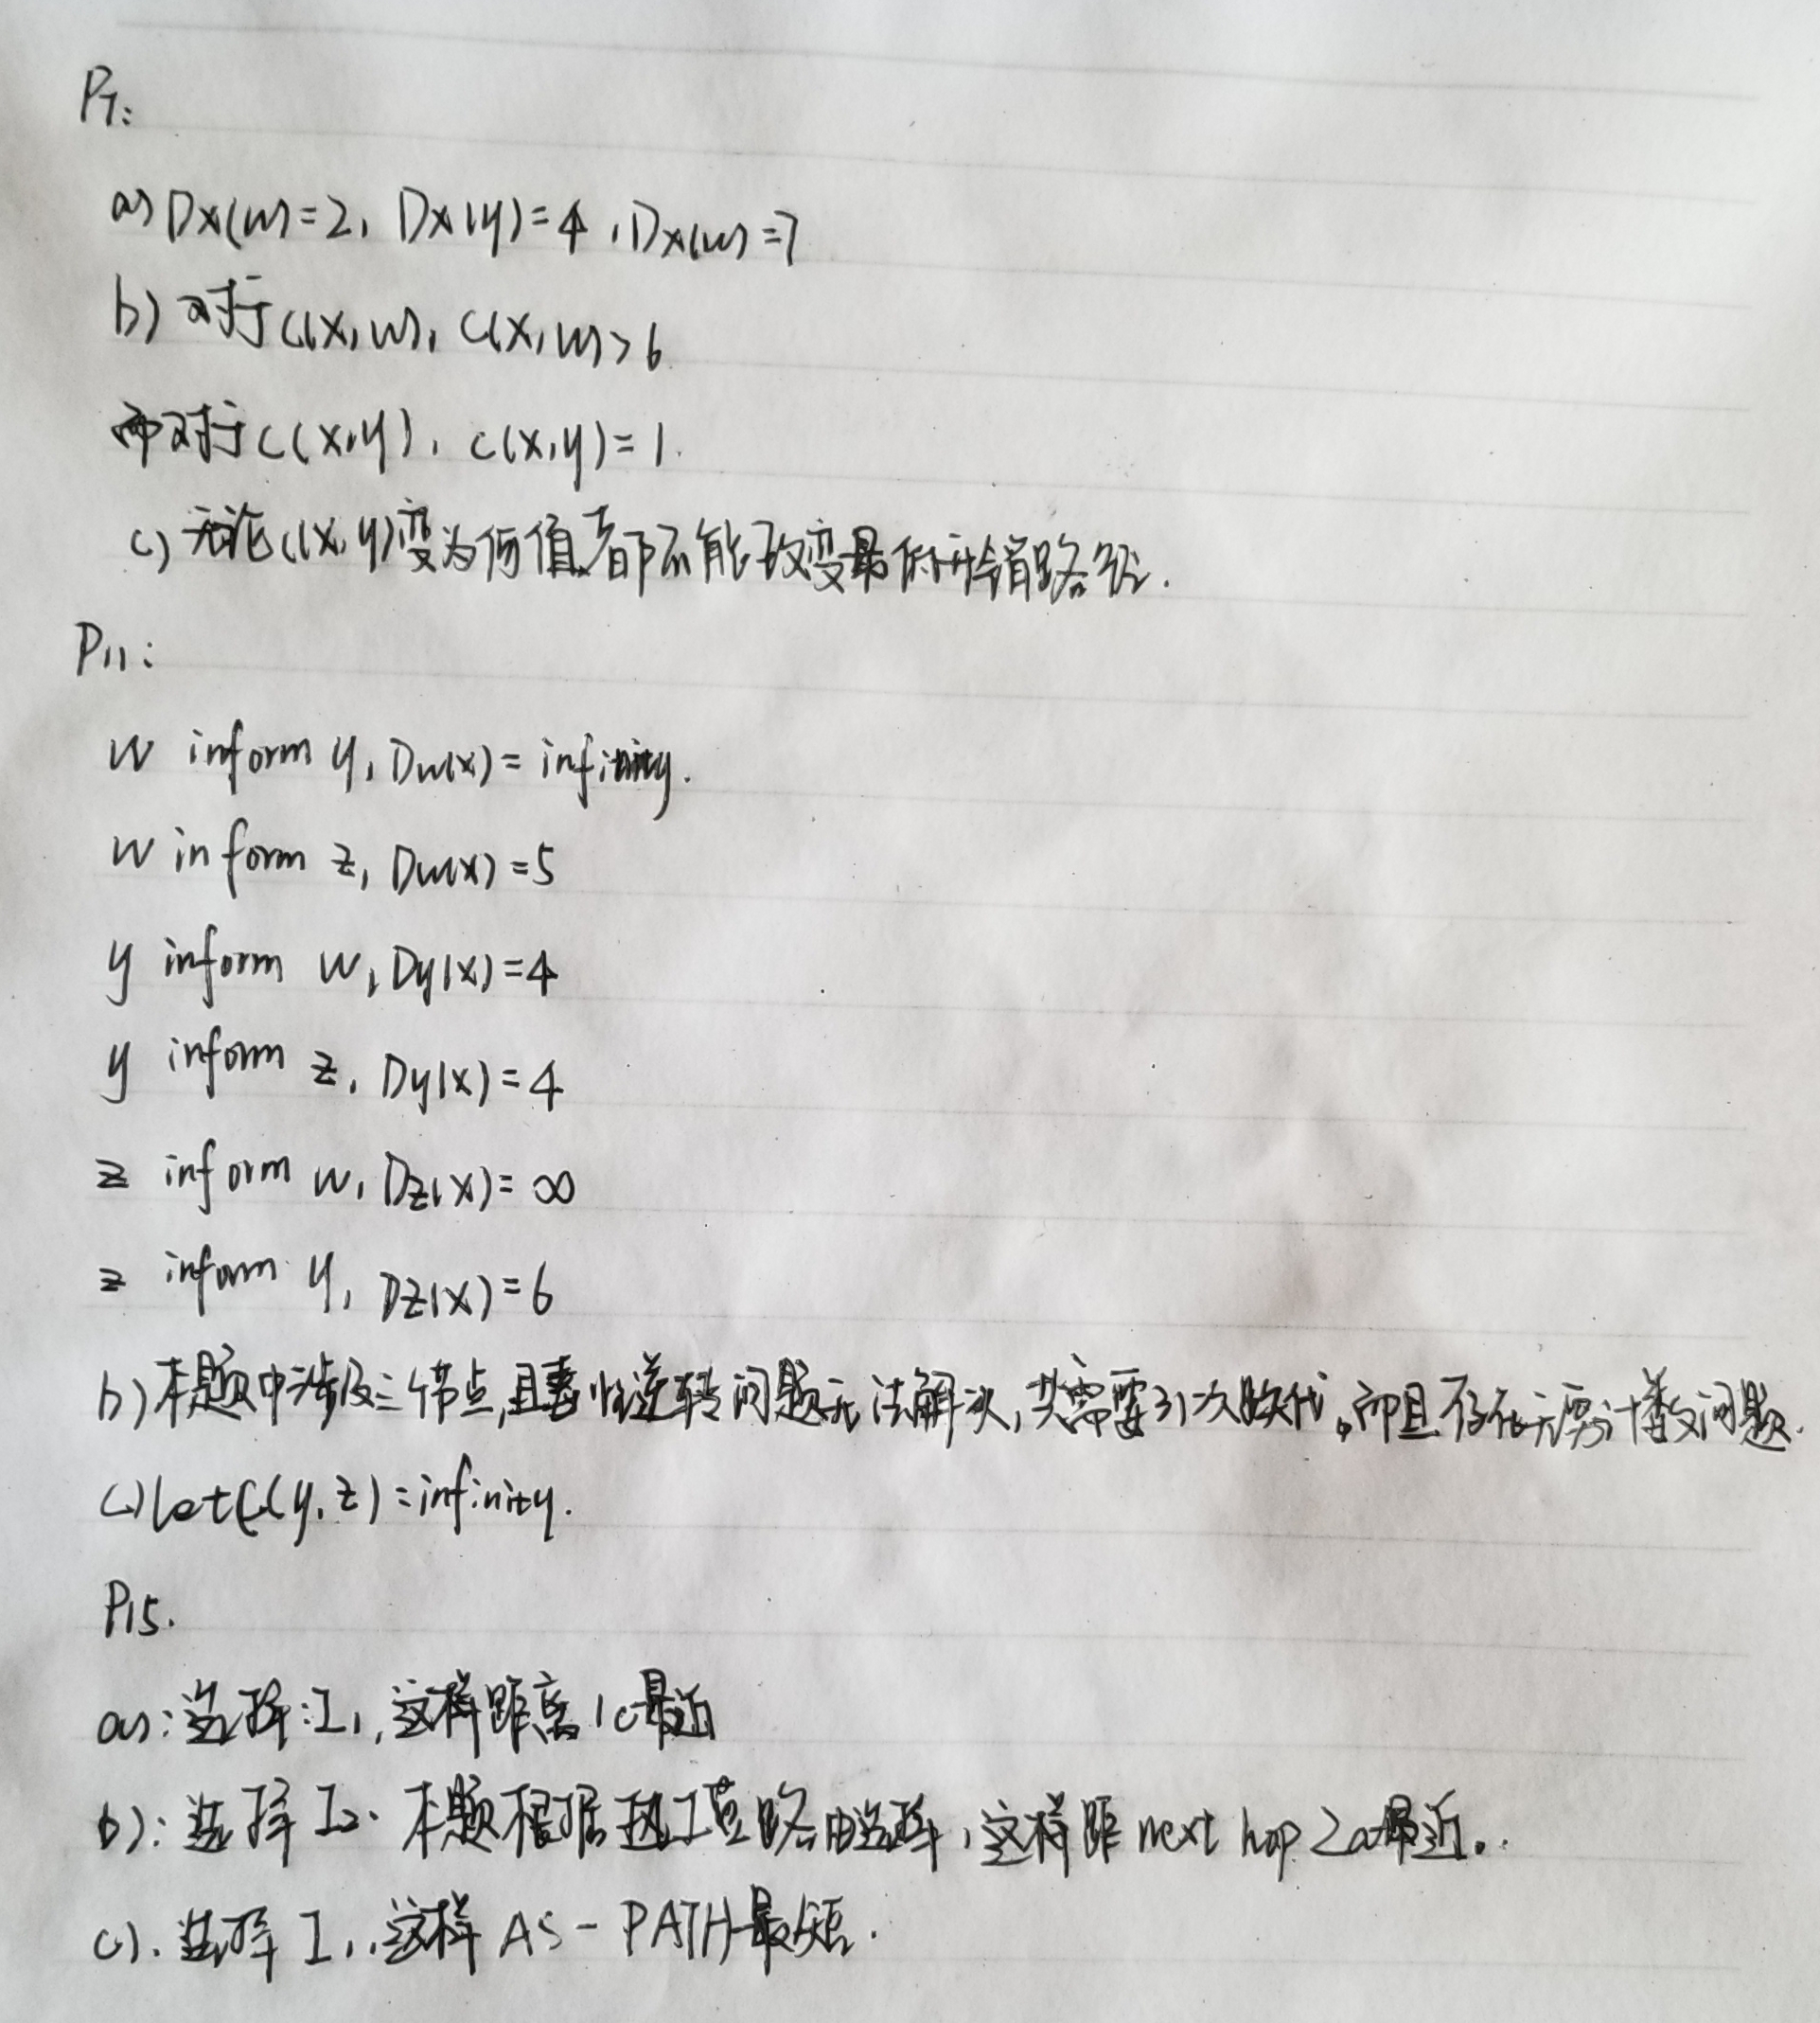 P7:
a) Dx(w)=2, Dx(y)=4, Dx(u)=7
b) 对于c(x,w), c(x,w)>6
而对于c(x,y), c(x,y)=1.
c) 无论c(x,y)变为何值都不能改变最低开销路径.
P11:
W inform y, Dw(x)= infinity.
W inform z, Dw(x)=5
y inform w, Dy(x)=4
y inform z, Dy(x)=4
z inform w, Dz(x)=∞
z inform y, Dz(x)=6
b) 本题中涉及三个节点,且毒性逆转问题无法解决,共需要31次迭代。而且存在无穷计数问题.
c) let C(y,z)=infinity.
P15.
a): 选择:I1,这样距离1c最近
b): 选择I2. 本题根据热土豆路由选择,这样距next hop 2a最近.
c). 选择I1,这样AS-PATH最短.